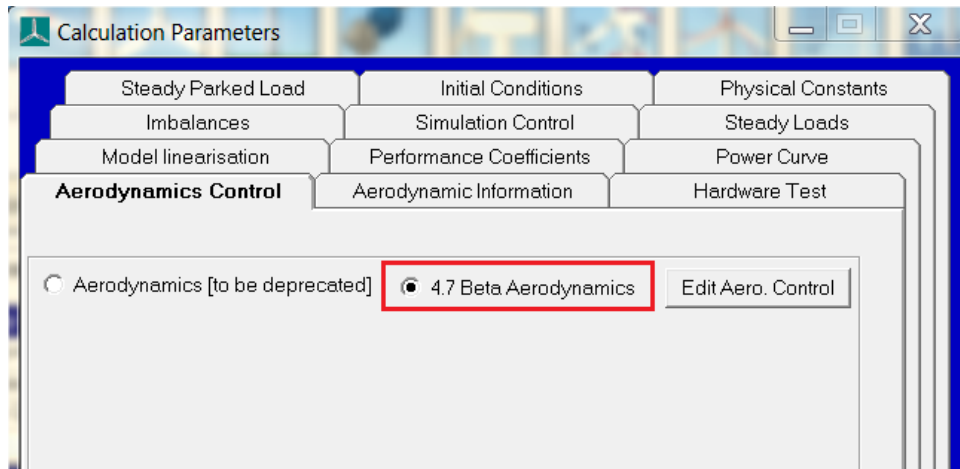 Calculation Parameters
Steady Parked Load Initial Conditions Physical Constants
Imbalances Simulation Control Steady Loads
Model linearisation Performance Coefficients Power Curve
Aerodynamics Control Aerodynamic Information Hardware Test
Aerodynamics [to be deprecated] 4.7 Beta Aerodynamics Edit Aero. Control